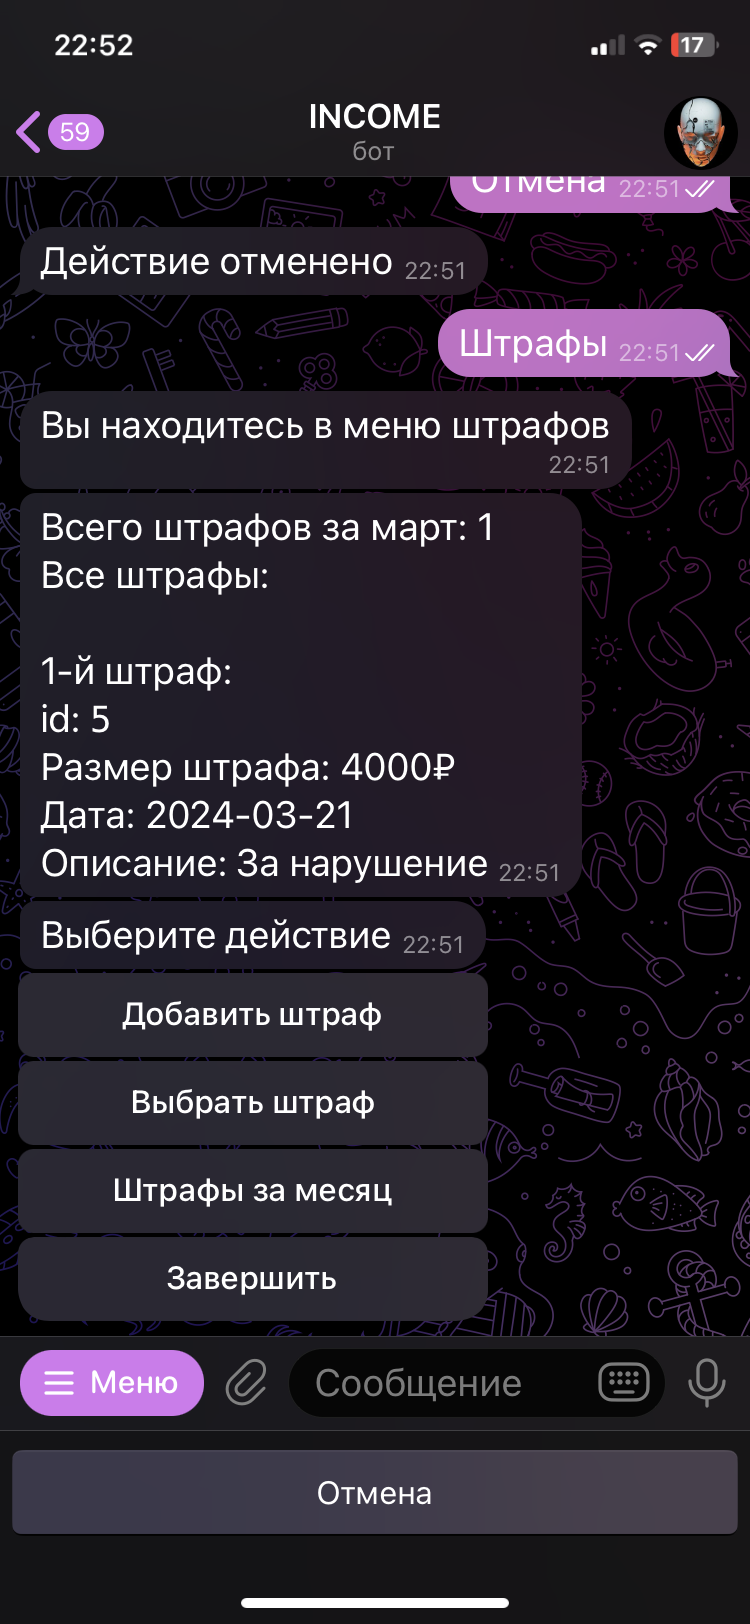 22:52
17
59
INCOME
бот
Отмена 22:51
Действие отменено 22:51
Штрафы 22:51
Вы находитесь в меню штрафов
22:51
Всего штрафов за март: 1
Все штрафы:
1-й штраф:
id: 5
Размер штрафа: 4000₽
Дата: 2024-03-21
Описание: За нарушение 22:51
Выберите действие 22:51
Добавить штраф
Выбрать штраф
Штрафы за месяц
Завершить
Меню
Сообщение
Отмена